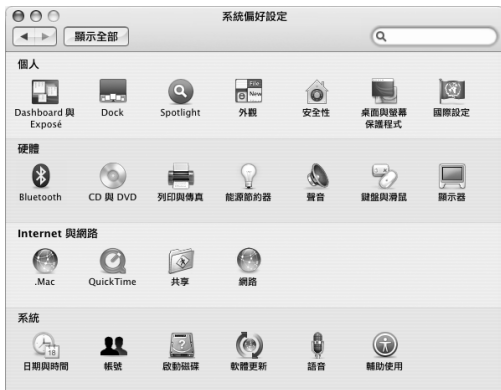 系統偏好設定
顯示全部
個人
Dashboard 與 Exposé
Dock
Spotlight
外觀
安全性
桌面與螢幕保護程式
國際設定
硬體
Bluetooth
CD 與 DVD
列印與傳真
能源節約器
聲音
鍵盤與滑鼠
顯示器
Internet 與網路
.Mac
QuickTime
共享
網路
系統
日期與時間
帳號
啟動磁碟
軟體更新
語音
輔助使用
File
New
18